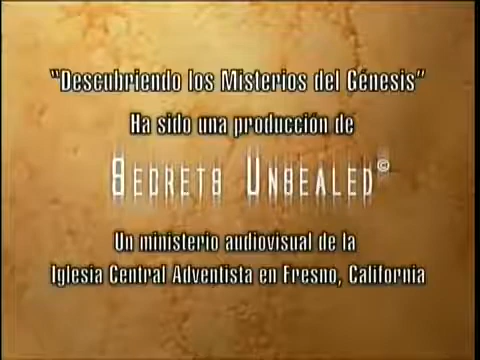 “Descubriendo los Misterios del Génesis”
Ha sido una producción de
Secrets Unsealed©
Un ministerio audiovisual de la
Iglesia Central Adventista en Fresno, California